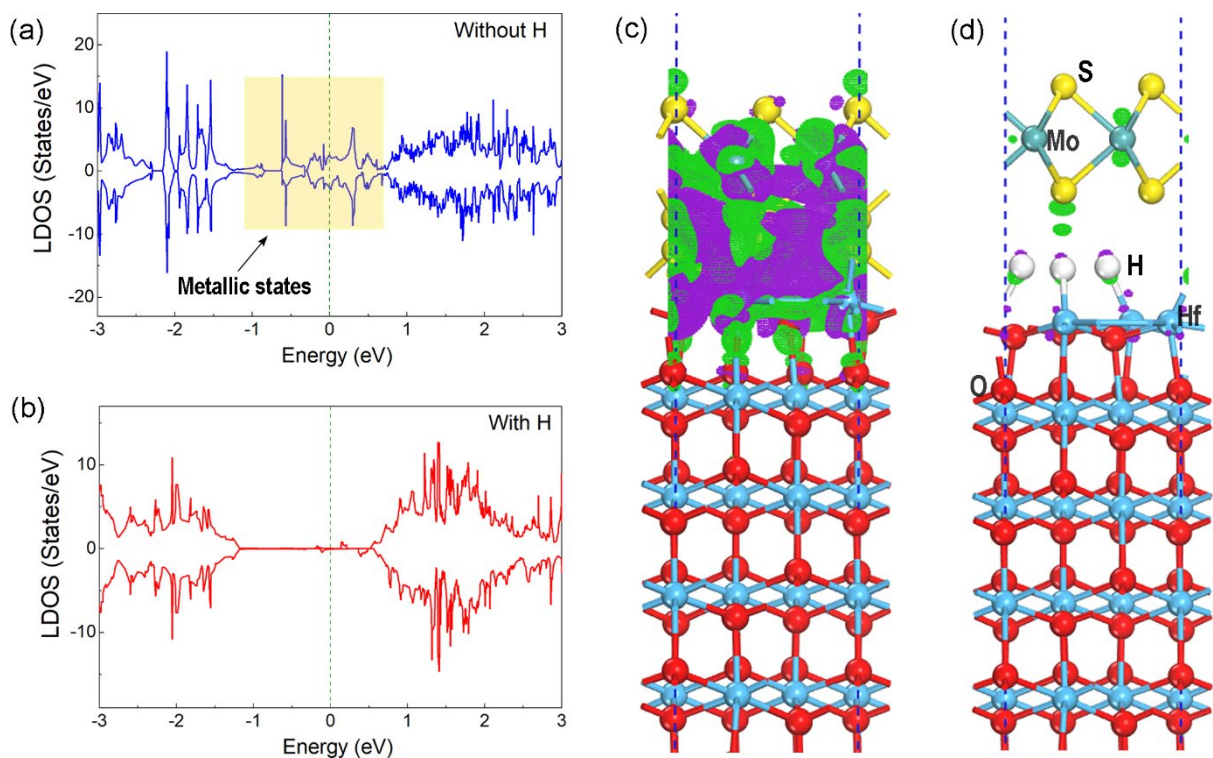 (a)
Without H
LDOS (States/eV)
20
10
0
-10
-20
Metallic states
-3 -2 -1 0 1 2 3
Energy (eV)
(b)
With H
LDOS (States/eV)
10
0
-10
-3 -2 -1 0 1 2 3
Energy (eV)
(c)
(d)
S
Mo
H
Hf
O